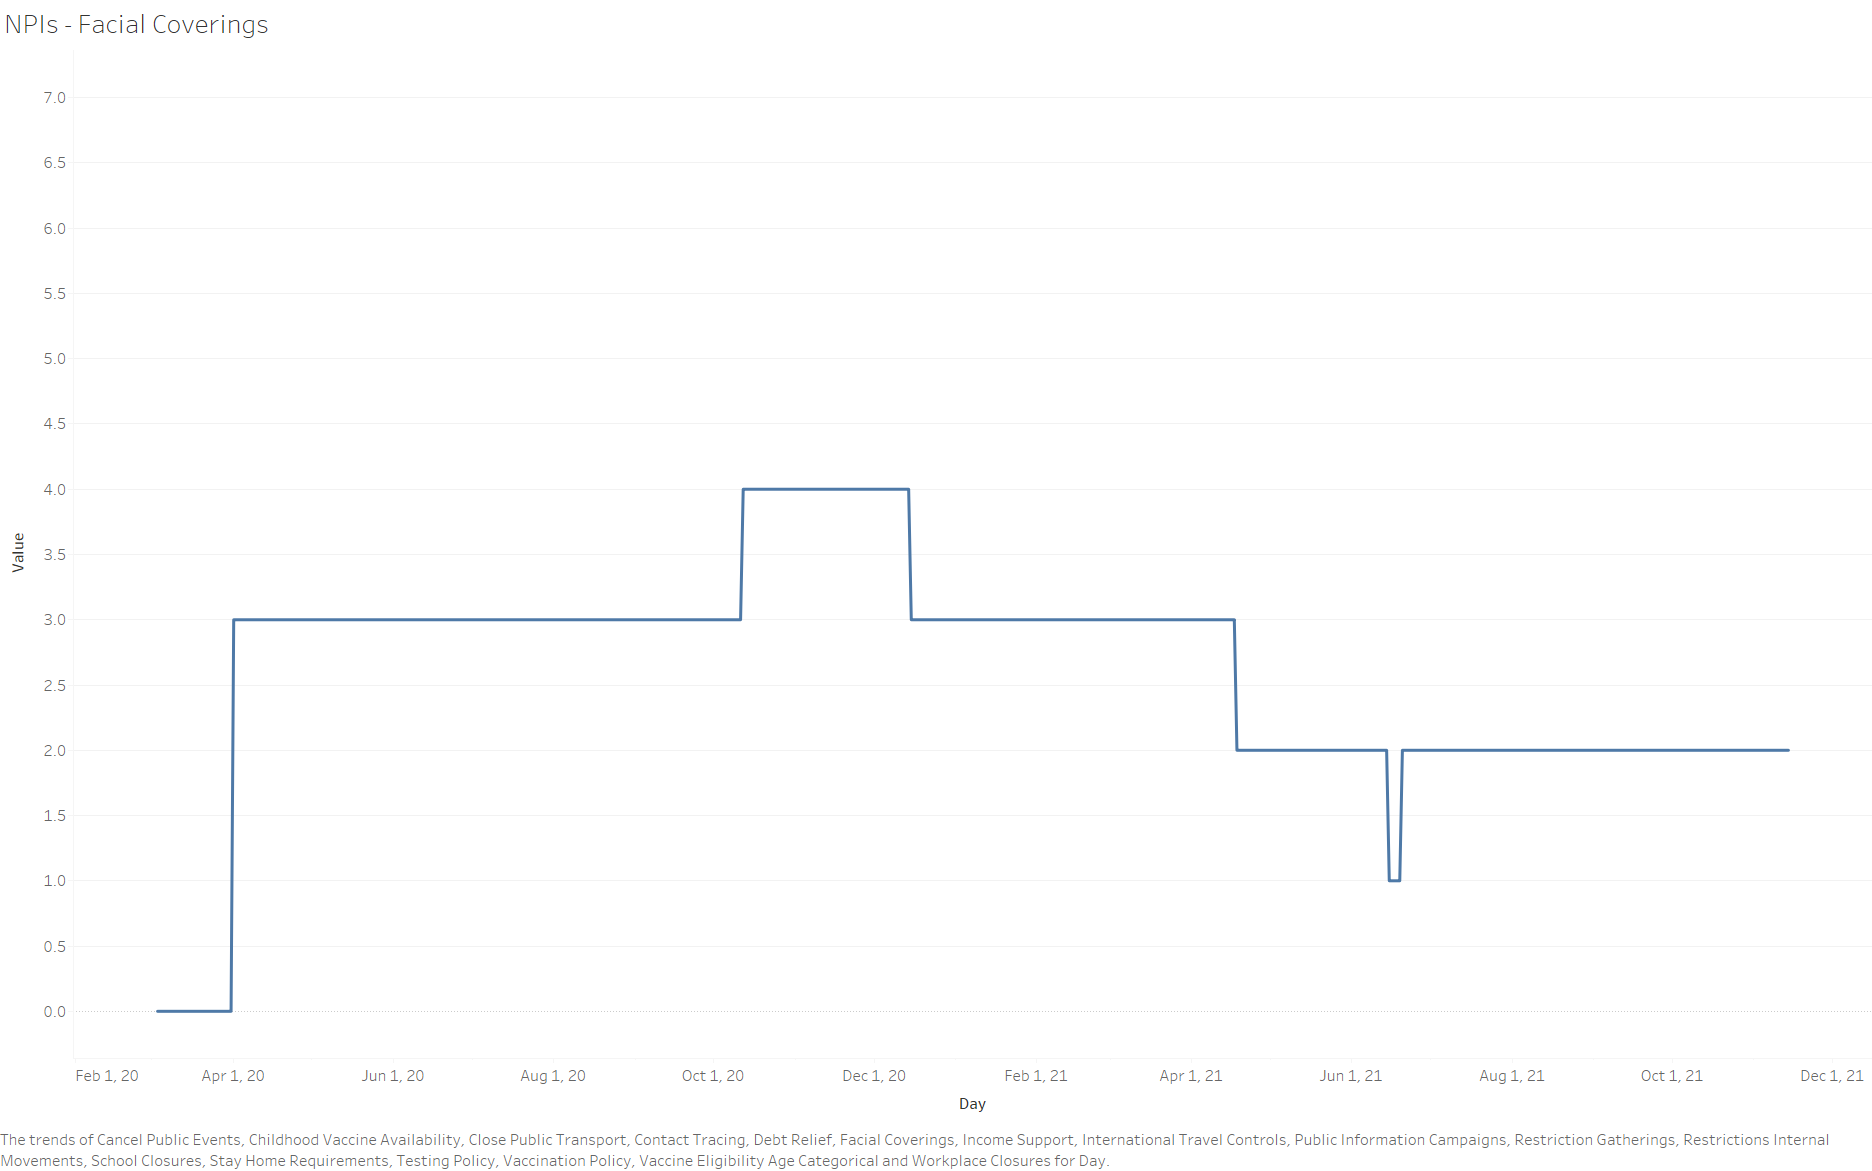 NPIs - Facial Coverings
7.0
6.5
6.0
5.5
5.0
4.5
4.0
3.5
3.0
2.5
2.0
1.5
1.0
0.5
0.0
Value
Feb 1, 20 Apr 1, 20 Jun 1, 20 Aug 1, 20 Oct 1, 20 Dec 1, 20 Feb 1, 21 Apr 1, 21 Jun 1, 21 Aug 1, 21 Oct 1, 21 Dec 1, 21
Day
The trends of Cancel Public Events, Childhood Vaccine Availability, Close Public Transport, Contact Tracing, Debt Relief, Facial Coverings, Income Support, International Travel Controls, Public Information Campaigns, Restriction Gatherings, Restrictions Internal
Movements, School Closures, Stay Home Requirements, Testing Policy, Vaccination Policy, Vaccine Eligibility Age Categorical and Workplace Closures for Day.